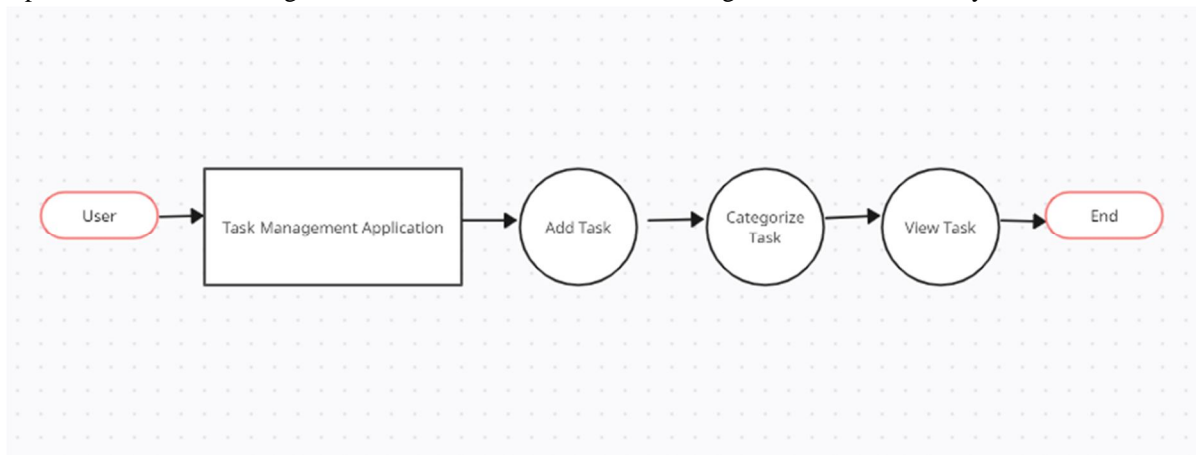 User
Task Management Application
Add Task
Categorize
Task
View Task
End